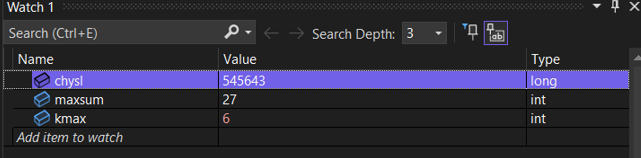 Watch 1
Search (Ctrl+E) Search Depth: 3
Name Value Type
chysl 545643 long
maxsum 27 int
kmax 6 int
Add item to watch